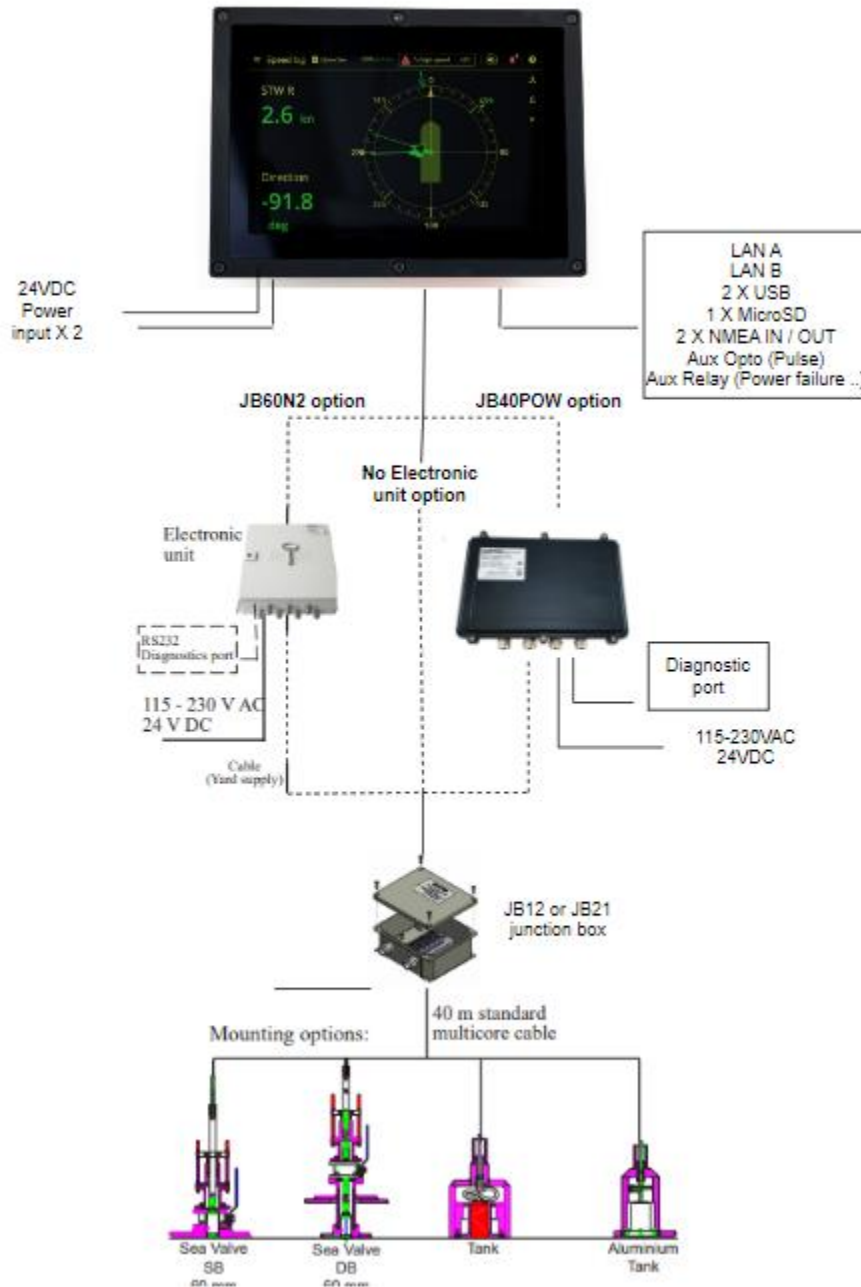 Speed log
STW R
2.6 kn
Direction
-91.8
deg
24VDC
Power
input X 2
LAN A
LAN B
2 X USB
1 X MicroSD
2 X NMEA IN / OUT
Aux Opto (Pulse)
Aux Relay (Power failure ..)
JB60N2 option
JB40POW option
No Electronic
unit option
Electronic
unit
RS232
Diagnostics port
115 - 230 V AC
24 V DC
Diagnostic
port
115-230VAC
24VDC
Cable
(Yard supply)
JB12 or JB21
junction box
40 m standard
multicore cable
Mounting options:
Sea Valve
SB
60 mm
Sea Valve
DB
60 mm
Tank
Aluminium
Tank